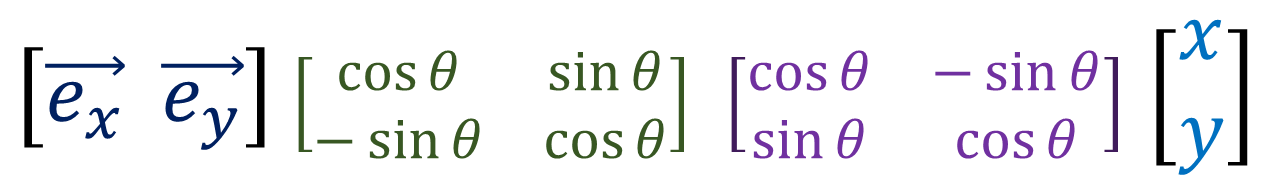 [e_x→ e_y→] [cos θ sin θ] [cos θ − sin θ] [x]
[− sin θ cos θ] [sin θ cos θ] [y]